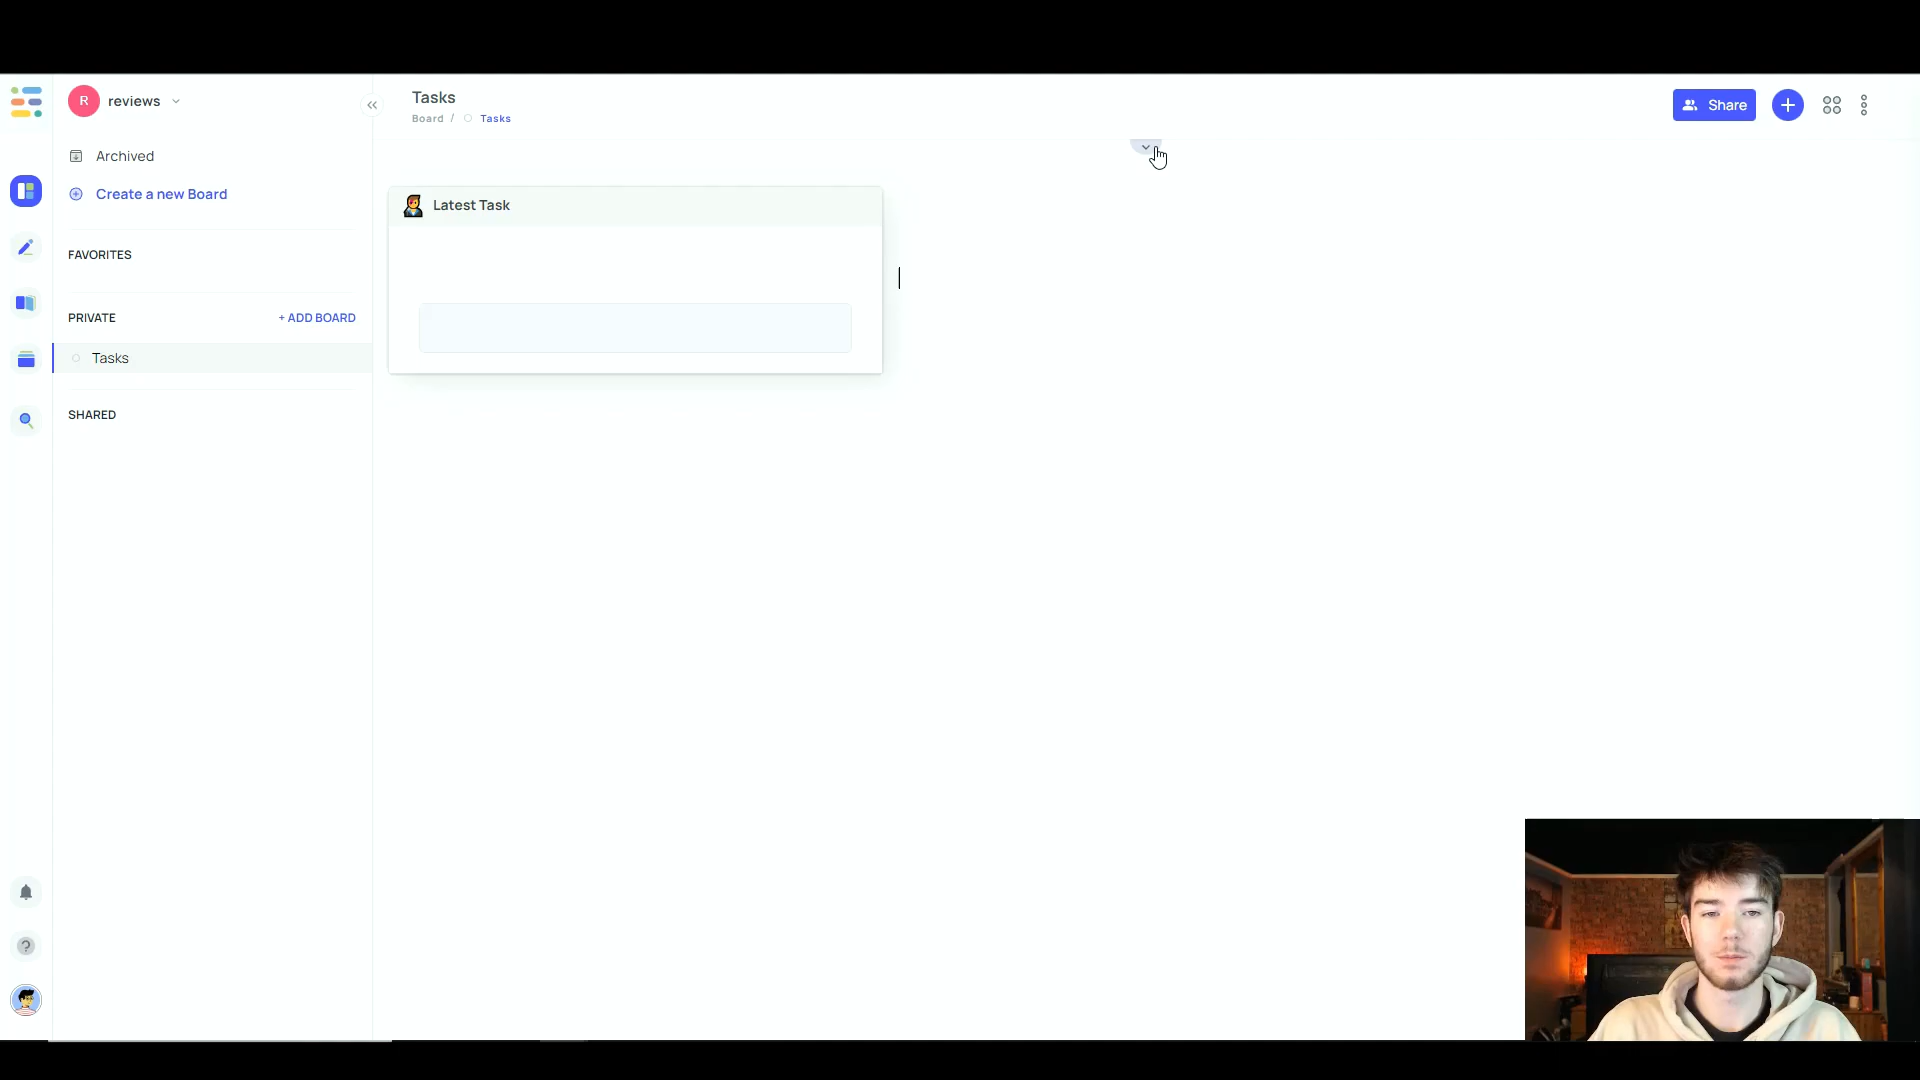 R reviews
Archived
Create a new Board
FAVORITES
PRIVATE + ADD BOARD
Tasks
SHARED
Tasks
Board / Tasks
Share
Latest Task
?